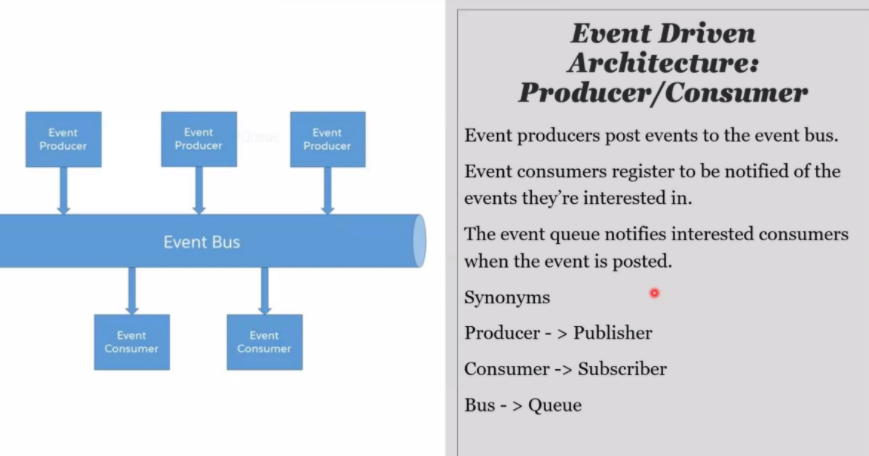 Event Driven
Architecture:
Producer/Consumer
Event producers post events to the event bus.
Event consumers register to be notified of the
events they’re interested in.
The event queue notifies interested consumers
when the event is posted.
Synonyms
Producer - > Publisher
Consumer -> Subscriber
Bus - > Queue
Event
Producer
Event
Producer
Event
Producer
Event Bus
Event
Consumer
Event
Consumer